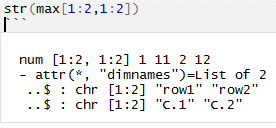 str(max[1:2,1:2])
```
num [1:2, 1:2] 1 11 2 12
- attr(*, "dimnames")=List of 2
..$ : chr [1:2] "row1" "row2"
..$ : chr [1:2] "c.1" "c.2"